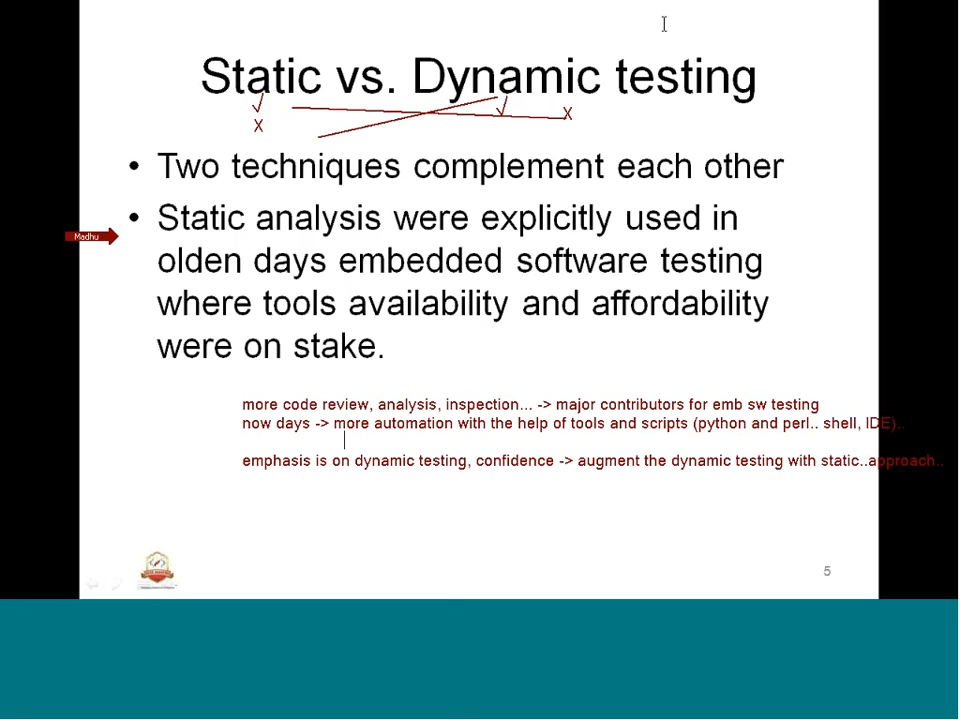 Static vs. Dynamic testing
X
X
• Two techniques complement each other
• Static analysis were explicitly used in
Madhu
olden days embedded software testing
where tools availability and affordability
were on stake.
more code review, analysis, inspection... -> major contributors for emb sw testing
now days -> more automation with the help of tools and scripts (python and perl.. shell, IDE)..
emphasis is on dynamic testing, confidence -> augment the dynamic testing with static..approach..
5